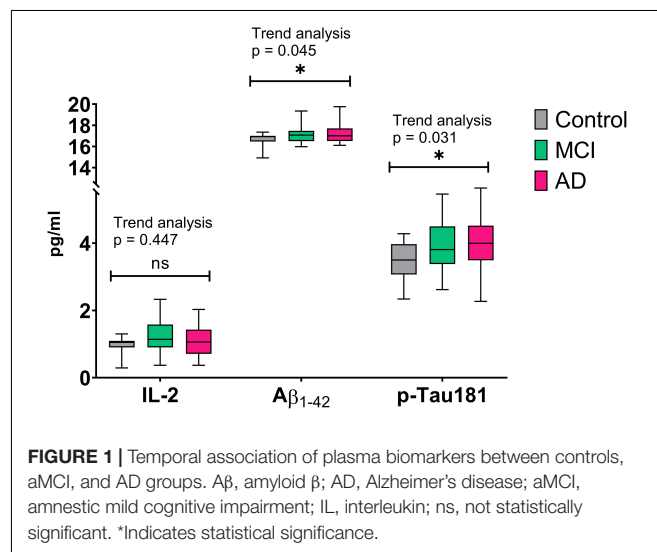 Trend analysis
p = 0.045
*
20
18
16
14
Trend analysis
p = 0.031
*
Control
MCI
AD
pg/ml
Trend analysis
p = 0.447
ns
4
2
0
IL-2
Aβ₁₋₄₂
p-Tau181
FIGURE 1 | Temporal association of plasma biomarkers between controls,
aMCI, and AD groups. Aβ, amyloid β; AD, Alzheimer's disease; aMCI,
amnestic mild cognitive impairment; IL, interleukin; ns, not statistically
significant. *Indicates statistical significance.